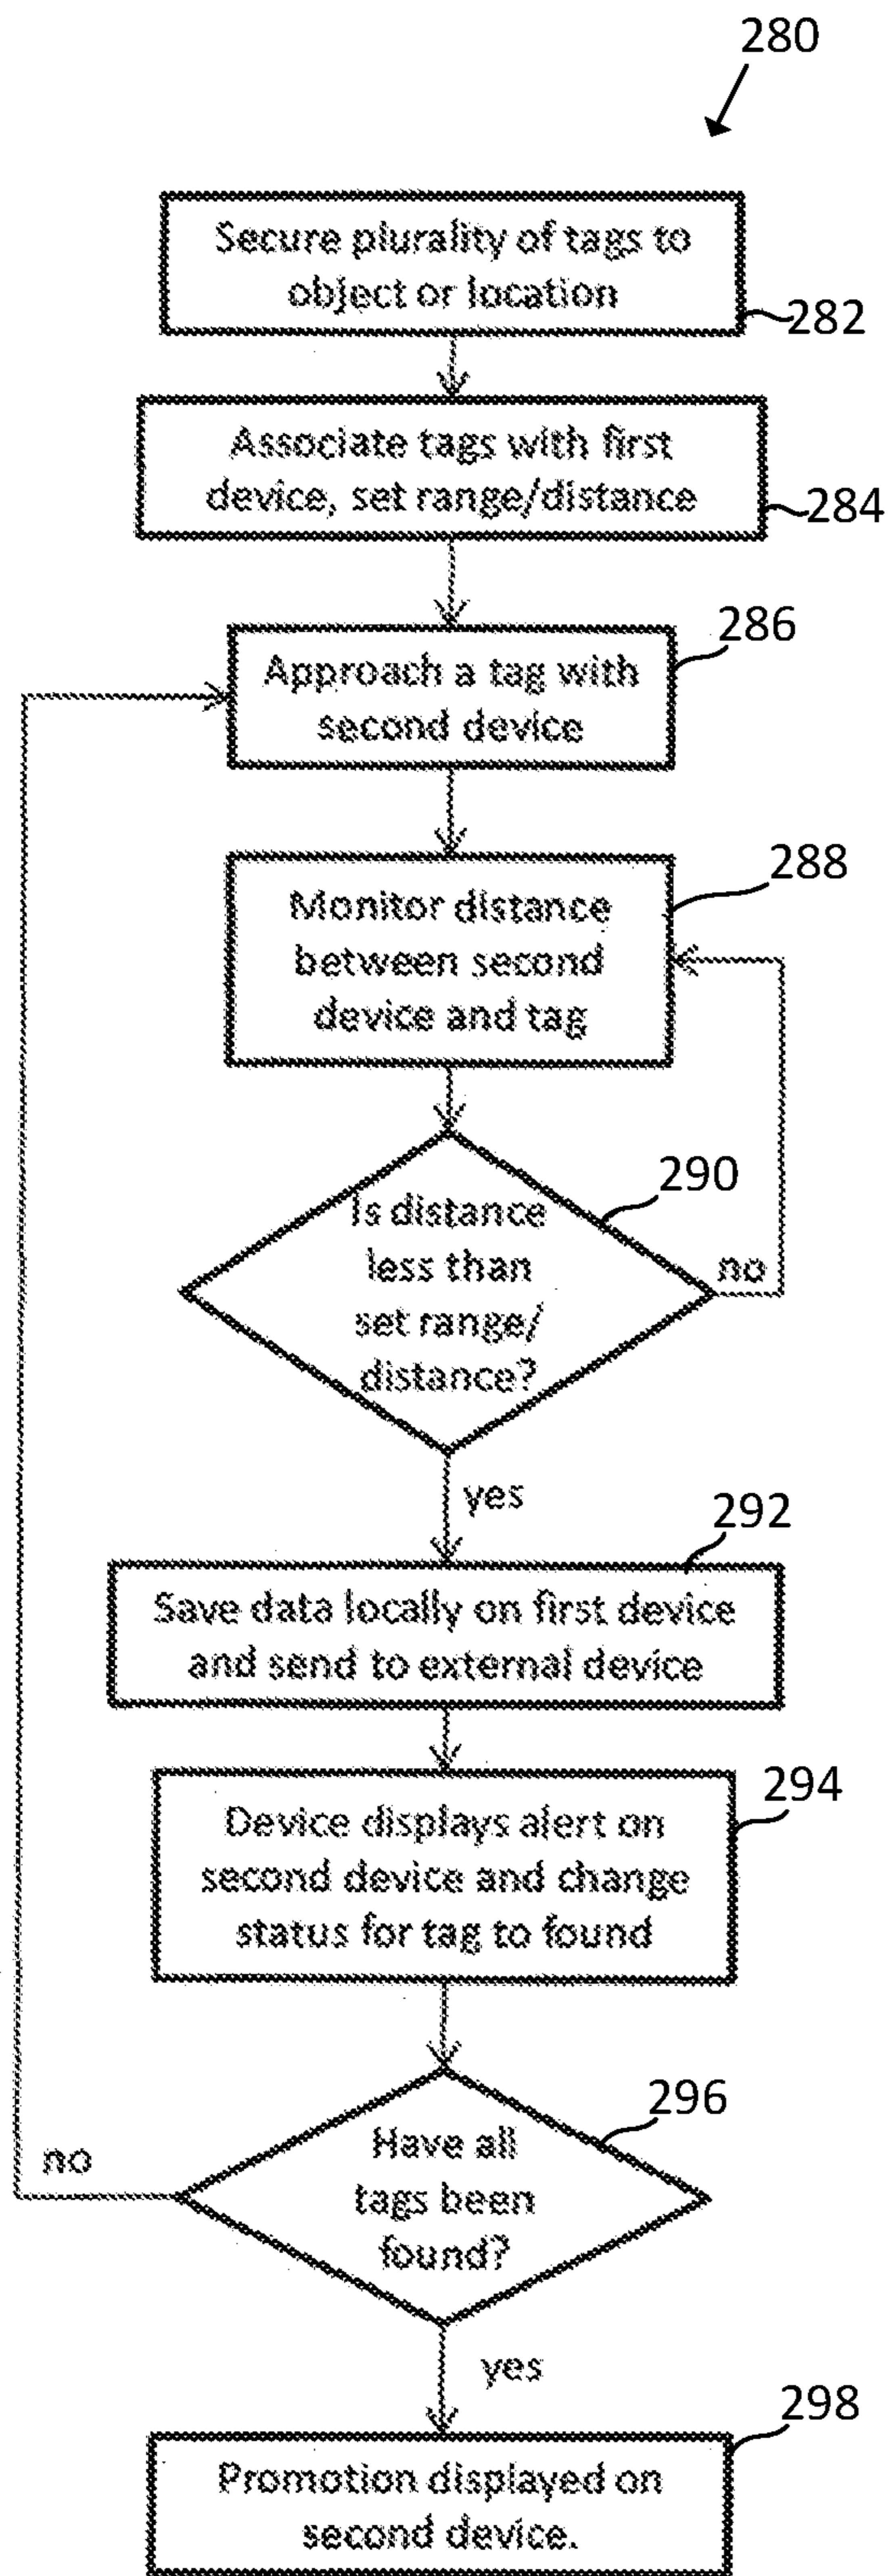 280
Secure plurality of tags to
object or location
282
Associate tags with first
device, set range/distance
284
286
Approach a tag with
second device
288
Monitor distance
between second
device and tag
290
Is distance
less than
set range/
distance?
no
yes
292
Save data locally on first device
and send to external device
294
Device displays alert on
second device and change
status for tag to found
296
Have all
tags been
found?
no
yes
298
Promotion displayed on
second device.